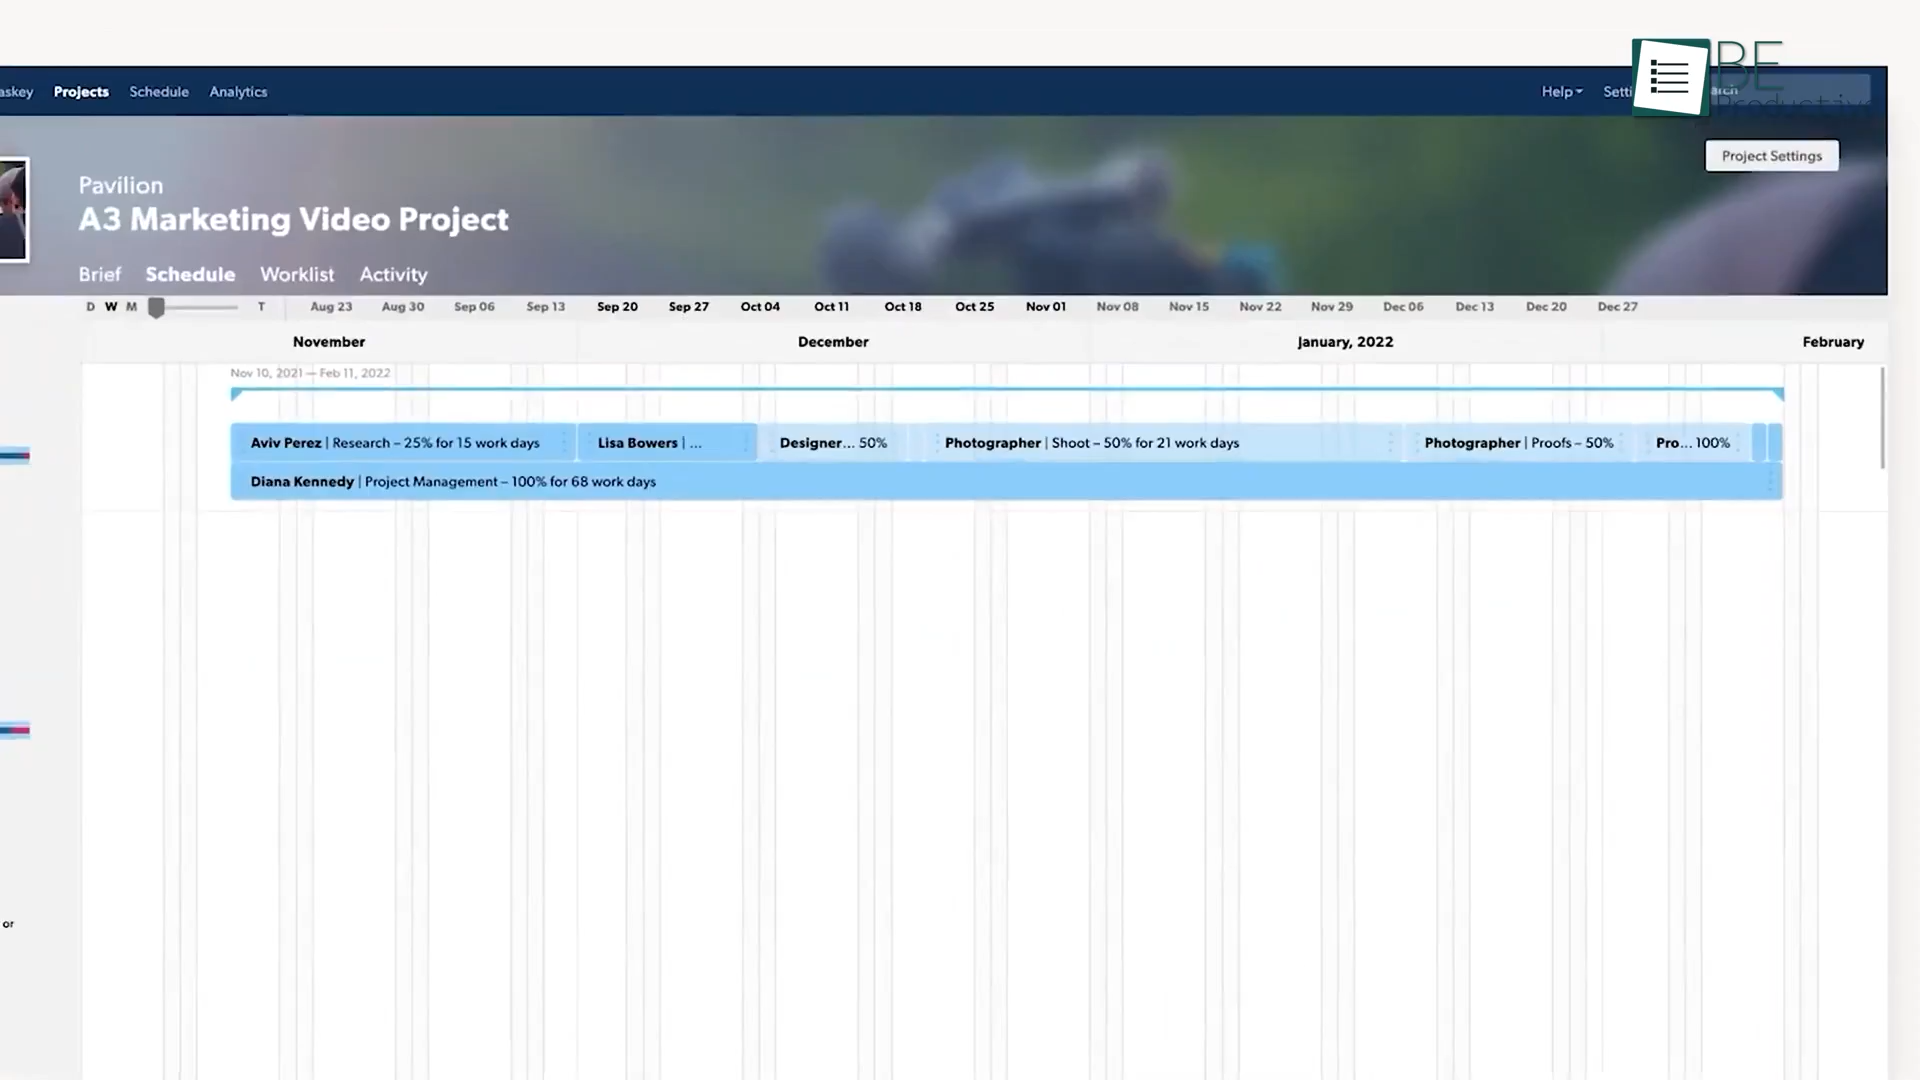 BE
askey Projects Schedule Analytics Help
Project Settings
Pavilion
A3 Marketing Video Project
Brief Schedule Worklist Activity
D W M T Aug 23 Aug 30 Sep 06 Sep 13 Sep 20 Sep 27 Oct 04 Oct 11 Oct 18 Oct 25 Nov 01 Nov 08 Nov 15 Nov 22 Nov 29 Dec 06 Dec 13 Dec 20 Dec 27
November December January, 2022 February
Nov 10, 2021 — Feb 11, 2022
Aviv Perez | Research – 25% for 15 work days Lisa Bowers | ... Designer... 50% Photographer | Shoot – 50% for 21 work days Photographer | Proofs – 50% Pro... 100%
Diana Kennedy | Project Management – 100% for 68 work days
or